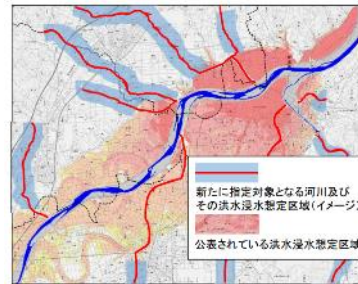 新たに指定対象となる河川及び
その洪水浸水想定区域(イメージ)
公表されている洪水浸水想定区域